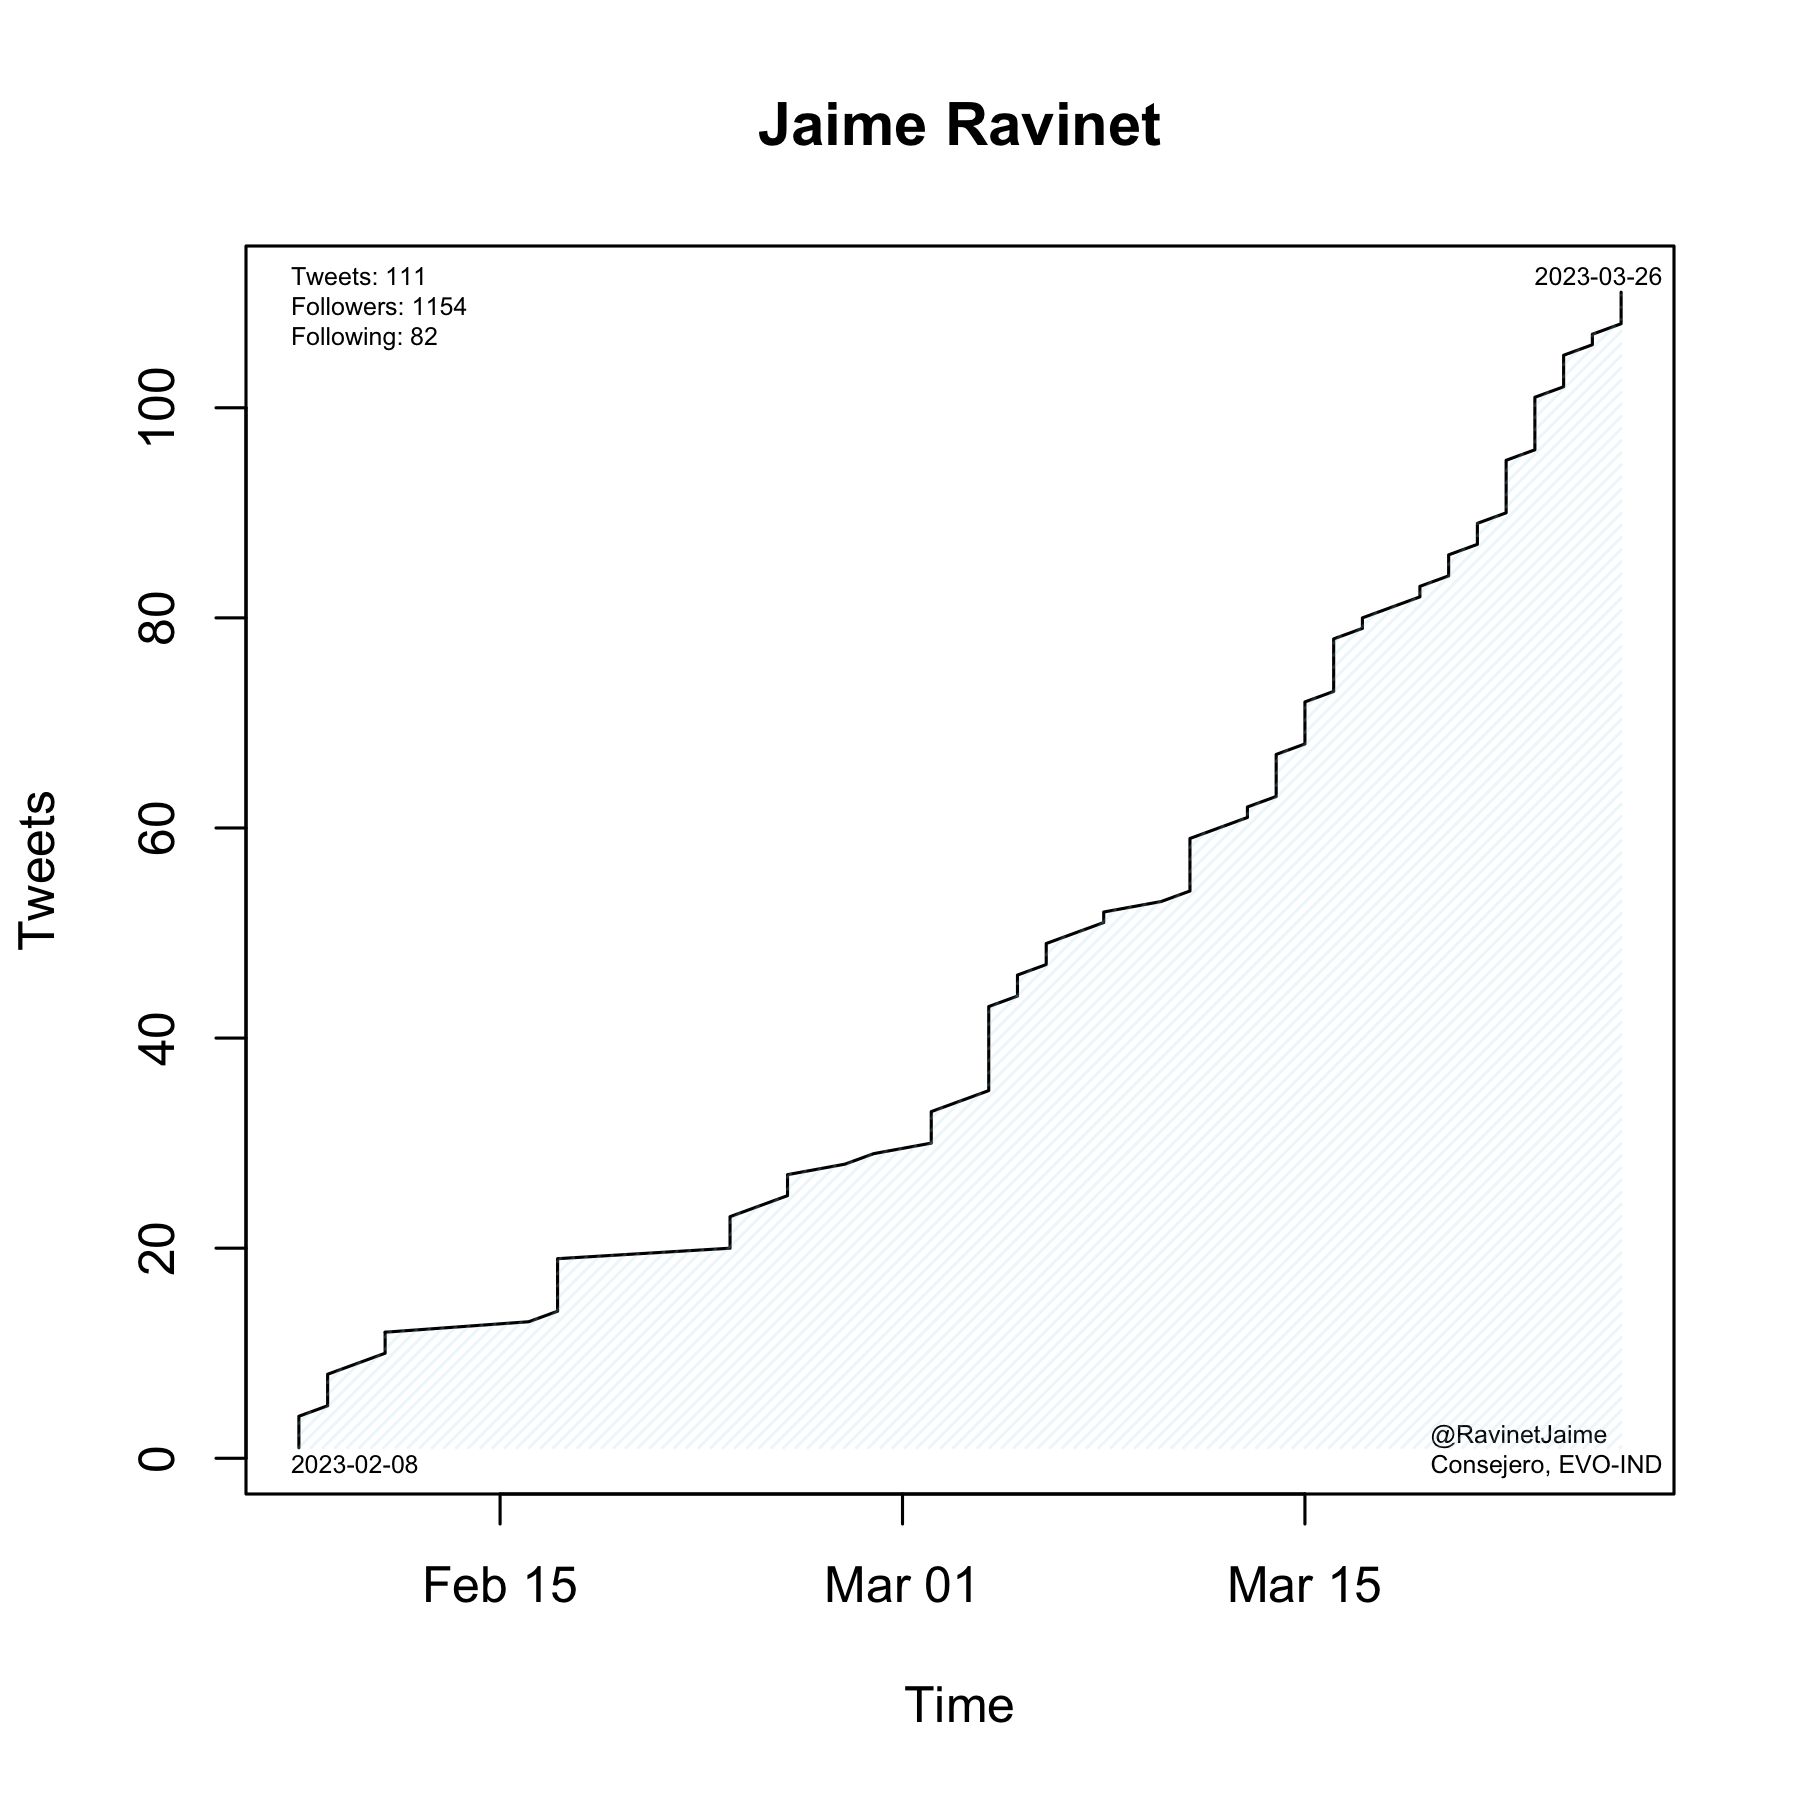 Jaime Ravinet
Tweets: 111
Followers: 1154
Following: 82
2023-03-26
Tweets
100
80
60
40
20
0
2023-02-08
@RavinetJaime
Consejero, EVO-IND
Feb 15
Mar 01
Mar 15
Time